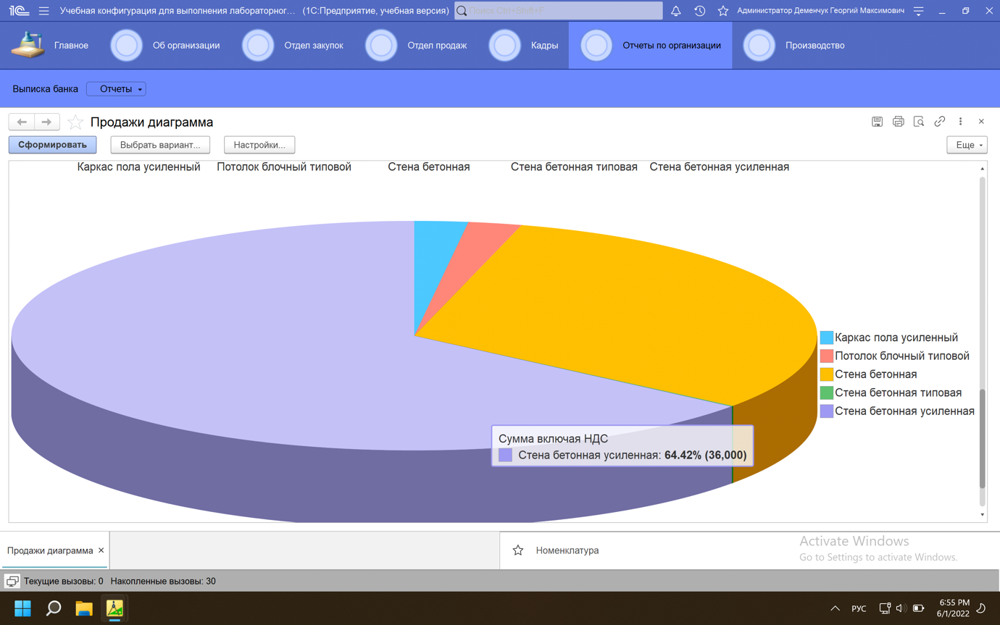 Учебная конфигурация для выполнения лабораторног... (1С:Предприятие, учебная версия) Поиск Ctrl+Shift+F Администратор Деменчук Георгий Максимович
Главное Об организации Отдел закупок Отдел продаж Кадры Отчеты по организации Производство
Выписка банка Отчеты
Продажи диаграмма
Сформировать Выбрать вариант... Настройки... Еще
Каркас пола усиленный Потолок блочный типовой Стена бетонная Стена бетонная типовая Стена бетонная усиленная
Каркас пола усиленный
Потолок блочный типовой
Стена бетонная
Стена бетонная типовая
Стена бетонная усиленная
Сумма включая НДС
Стена бетонная усиленная: 64.42% (36,000)
Продажи диаграмма Номенклатура
Activate Windows
Go to Settings to activate Windows.
Текущие вызовы: 0 Накопленные вызовы: 30
РУС
6:55 PM
6/1/2022